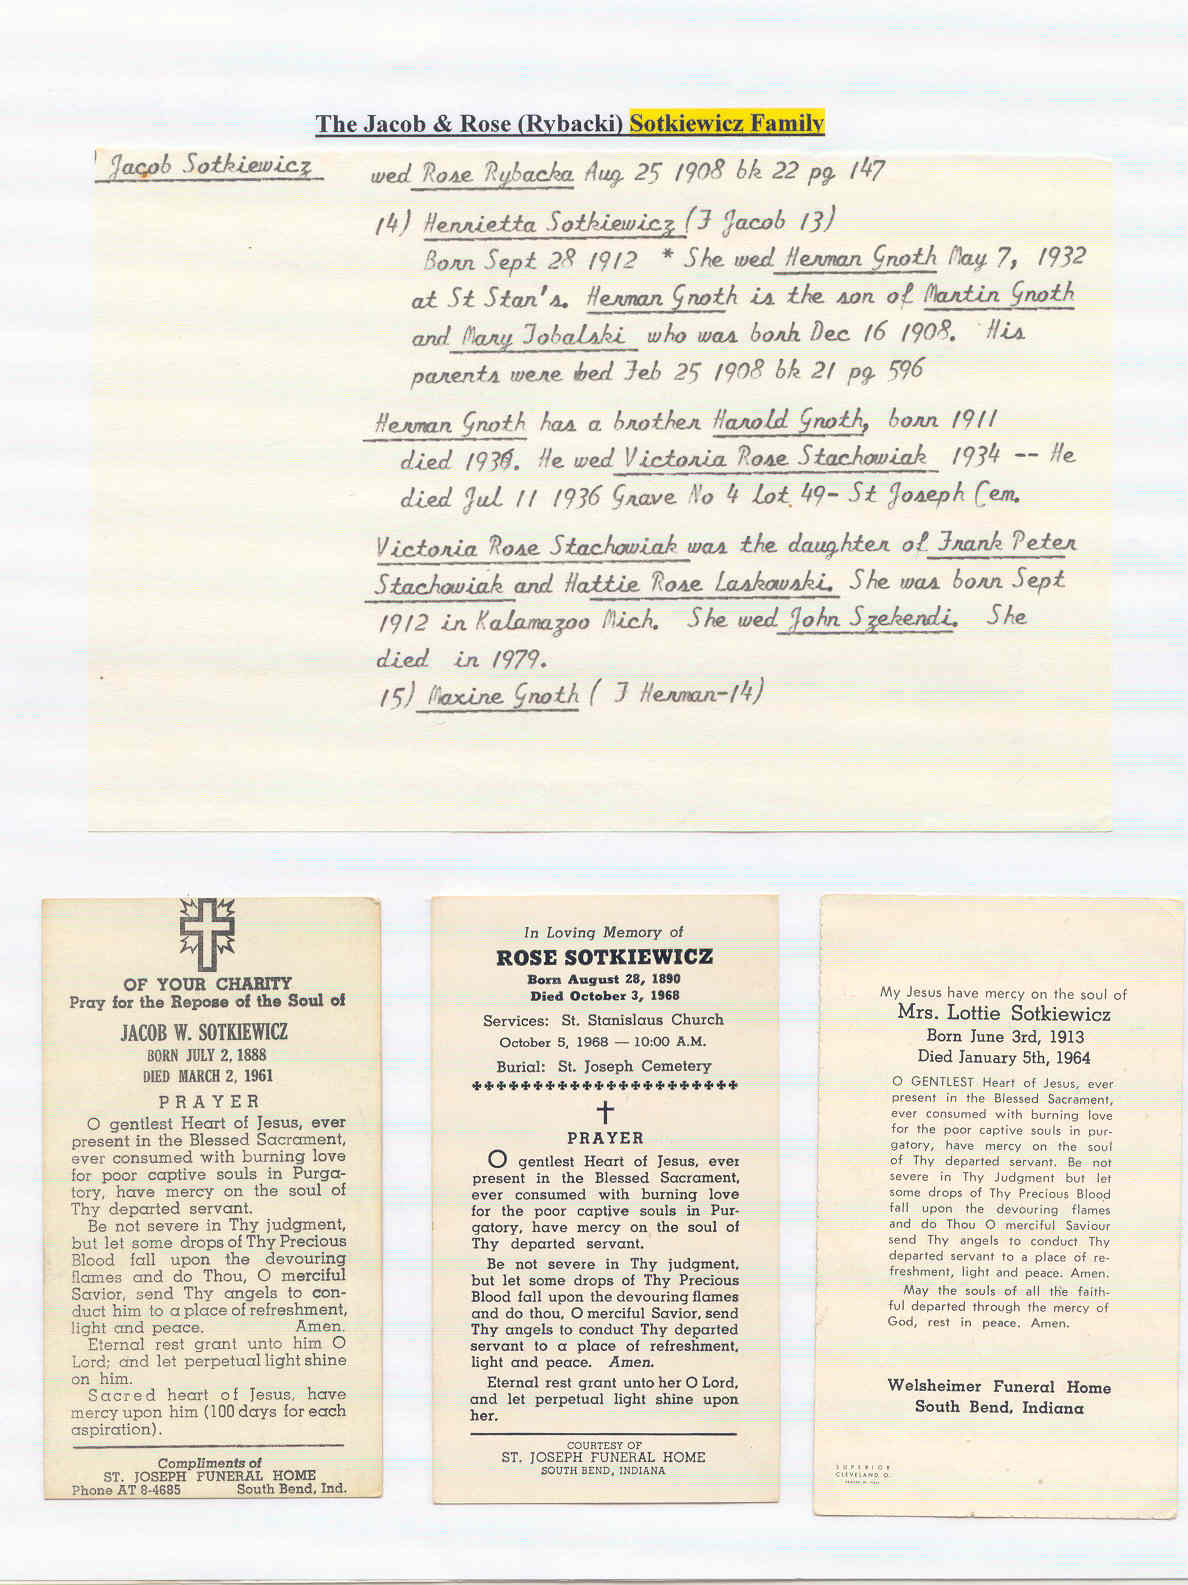 The Jacob & Rose (Rybacki) Sotkiewicz Family
Jacob Sotkiewicz
wed Rose Rybacka Aug 25 1908 bk 22 pg 147
14) Henrietta Sotkiewicz (F Jacob 13)
Born Sept 28 1912 * She wed Herman Gnoth May 7, 1932
at St Stan's. Herman Gnoth is the son of Martin Gnoth
and Mary Tobalski who was bonh Dec 16 1908. His
parents were wed Feb 25 1908 bk 21 pg 596
Herman Gnoth has a brother Harold Gnoth, born 1911
died 1936. He wed Victoria Rose Stachowiak 1934 -- He
died Jul 11 1936 Grave No 4 Lot 49- St Joseph Cem.
Victoria Rose Stachowiak was the daughter of Frank Peter
Stachowiak and Hattie Rose Laskowski. She was born Sept
1912 in Kalamazoo Mich. She wed John Szekendi. She
died in 1979.
15) Maxine Gnoth ( F Herman-14)
OF YOUR CHARITY
Pray for the Repose of the Soul of
JACOB W. SOTKIEWICZ
BORN JULY 2, 1888
DIED MARCH 2, 1961
PRAYER
O gentlest Heart of Jesus, ever
present in the Blessed Sacrament,
ever consumed with burning love
for poor captive souls in Purga-
tory, have mercy on the soul of
Thy departed servant.
Be not severe in Thy judgment,
but let some drops of Thy Precious
Blood fall upon the devouring
flames and do Thou, O merciful
Savior, send Thy angels to con-
duct him to a place of refreshment,
light and peace. Amen.
Eternal rest grant unto him O
Lord; and let perpetual light shine
on him.
Sacred heart of Jesus, have
mercy upon him (100 days for each
aspiration).
Compliments of
ST. JOSEPH FUNERAL HOME
Phone AT 8-4685 South Bend, Ind.
In Loving Memory of
ROSE SOTKIEWICZ
Born August 28, 1890
Died October 3, 1968
Services: St. Stanislaus Church
October 5, 1968 — 10:00 A.M.
Burial: St. Joseph Cemetery
PRAYER
O gentlest Heart of Jesus, ever
present in the Blessed Sacrament,
ever consumed with burning love
for the poor captive souls in Pur-
gatory, have mercy on the soul of
Thy departed servant.
Be not severe in Thy judgment,
but let some drops of Thy Precious
Blood fall upon the devouring flames
and do thou, O merciful Savior, send
Thy angels to conduct Thy departed
servant to a place of refreshment,
light and peace. Amen.
Eternal rest grant unto her O Lord,
and let perpetual light shine upon
her.
COURTESY OF
ST. JOSEPH FUNERAL HOME
SOUTH BEND, INDIANA
My Jesus have mercy on the soul of
Mrs. Lottie Sotkiewicz
Born June 3rd, 1913
Died January 5th, 1964
O GENTLEST Heart of Jesus, ever
present in the Blessed Sacrament,
ever consumed with burning love
for the poor captive souls in pur-
gatory, have mercy on the soul
of Thy departed servant. Be not
severe in Thy Judgment but let
some drops of Thy Precious Blood
fall upon the devouring flames
and do Thou O merciful Saviour
send Thy angels to conduct Thy
departed servant to a place of re-
freshment, light and peace. Amen.
May the souls of all the faith-
ful departed through the mercy of
God, rest in peace. Amen.
Welsheimer Funeral Home
South Bend, Indiana
SUPERIOR
CLEVELAND, O.